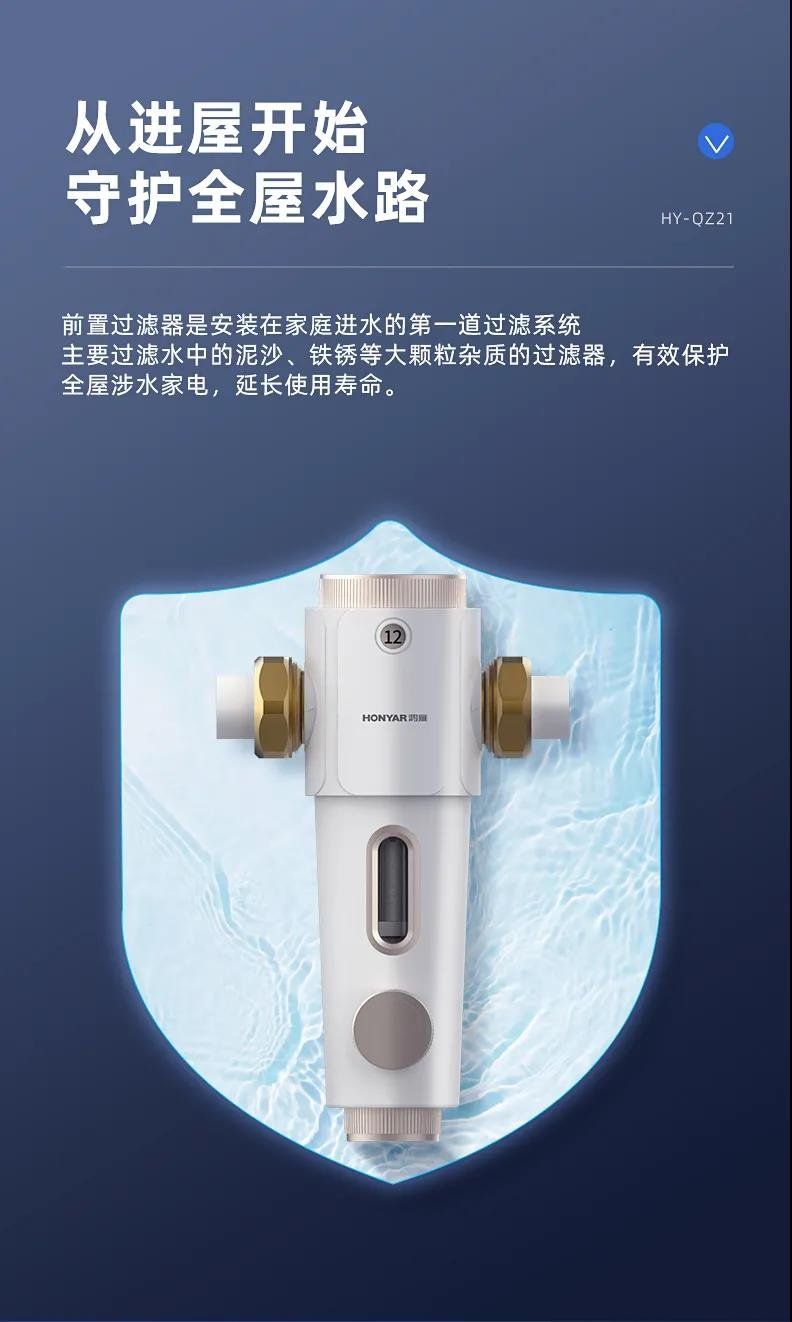 从进屋开始
守护全屋水路
HY-QZ21
前置过滤器是安装在家庭进水的第一道过滤系统
主要过滤水中的泥沙、铁锈等大颗粒杂质的过滤器，有效保护
全屋涉水家电，延长使用寿命。
12
HONYAR鸿雁